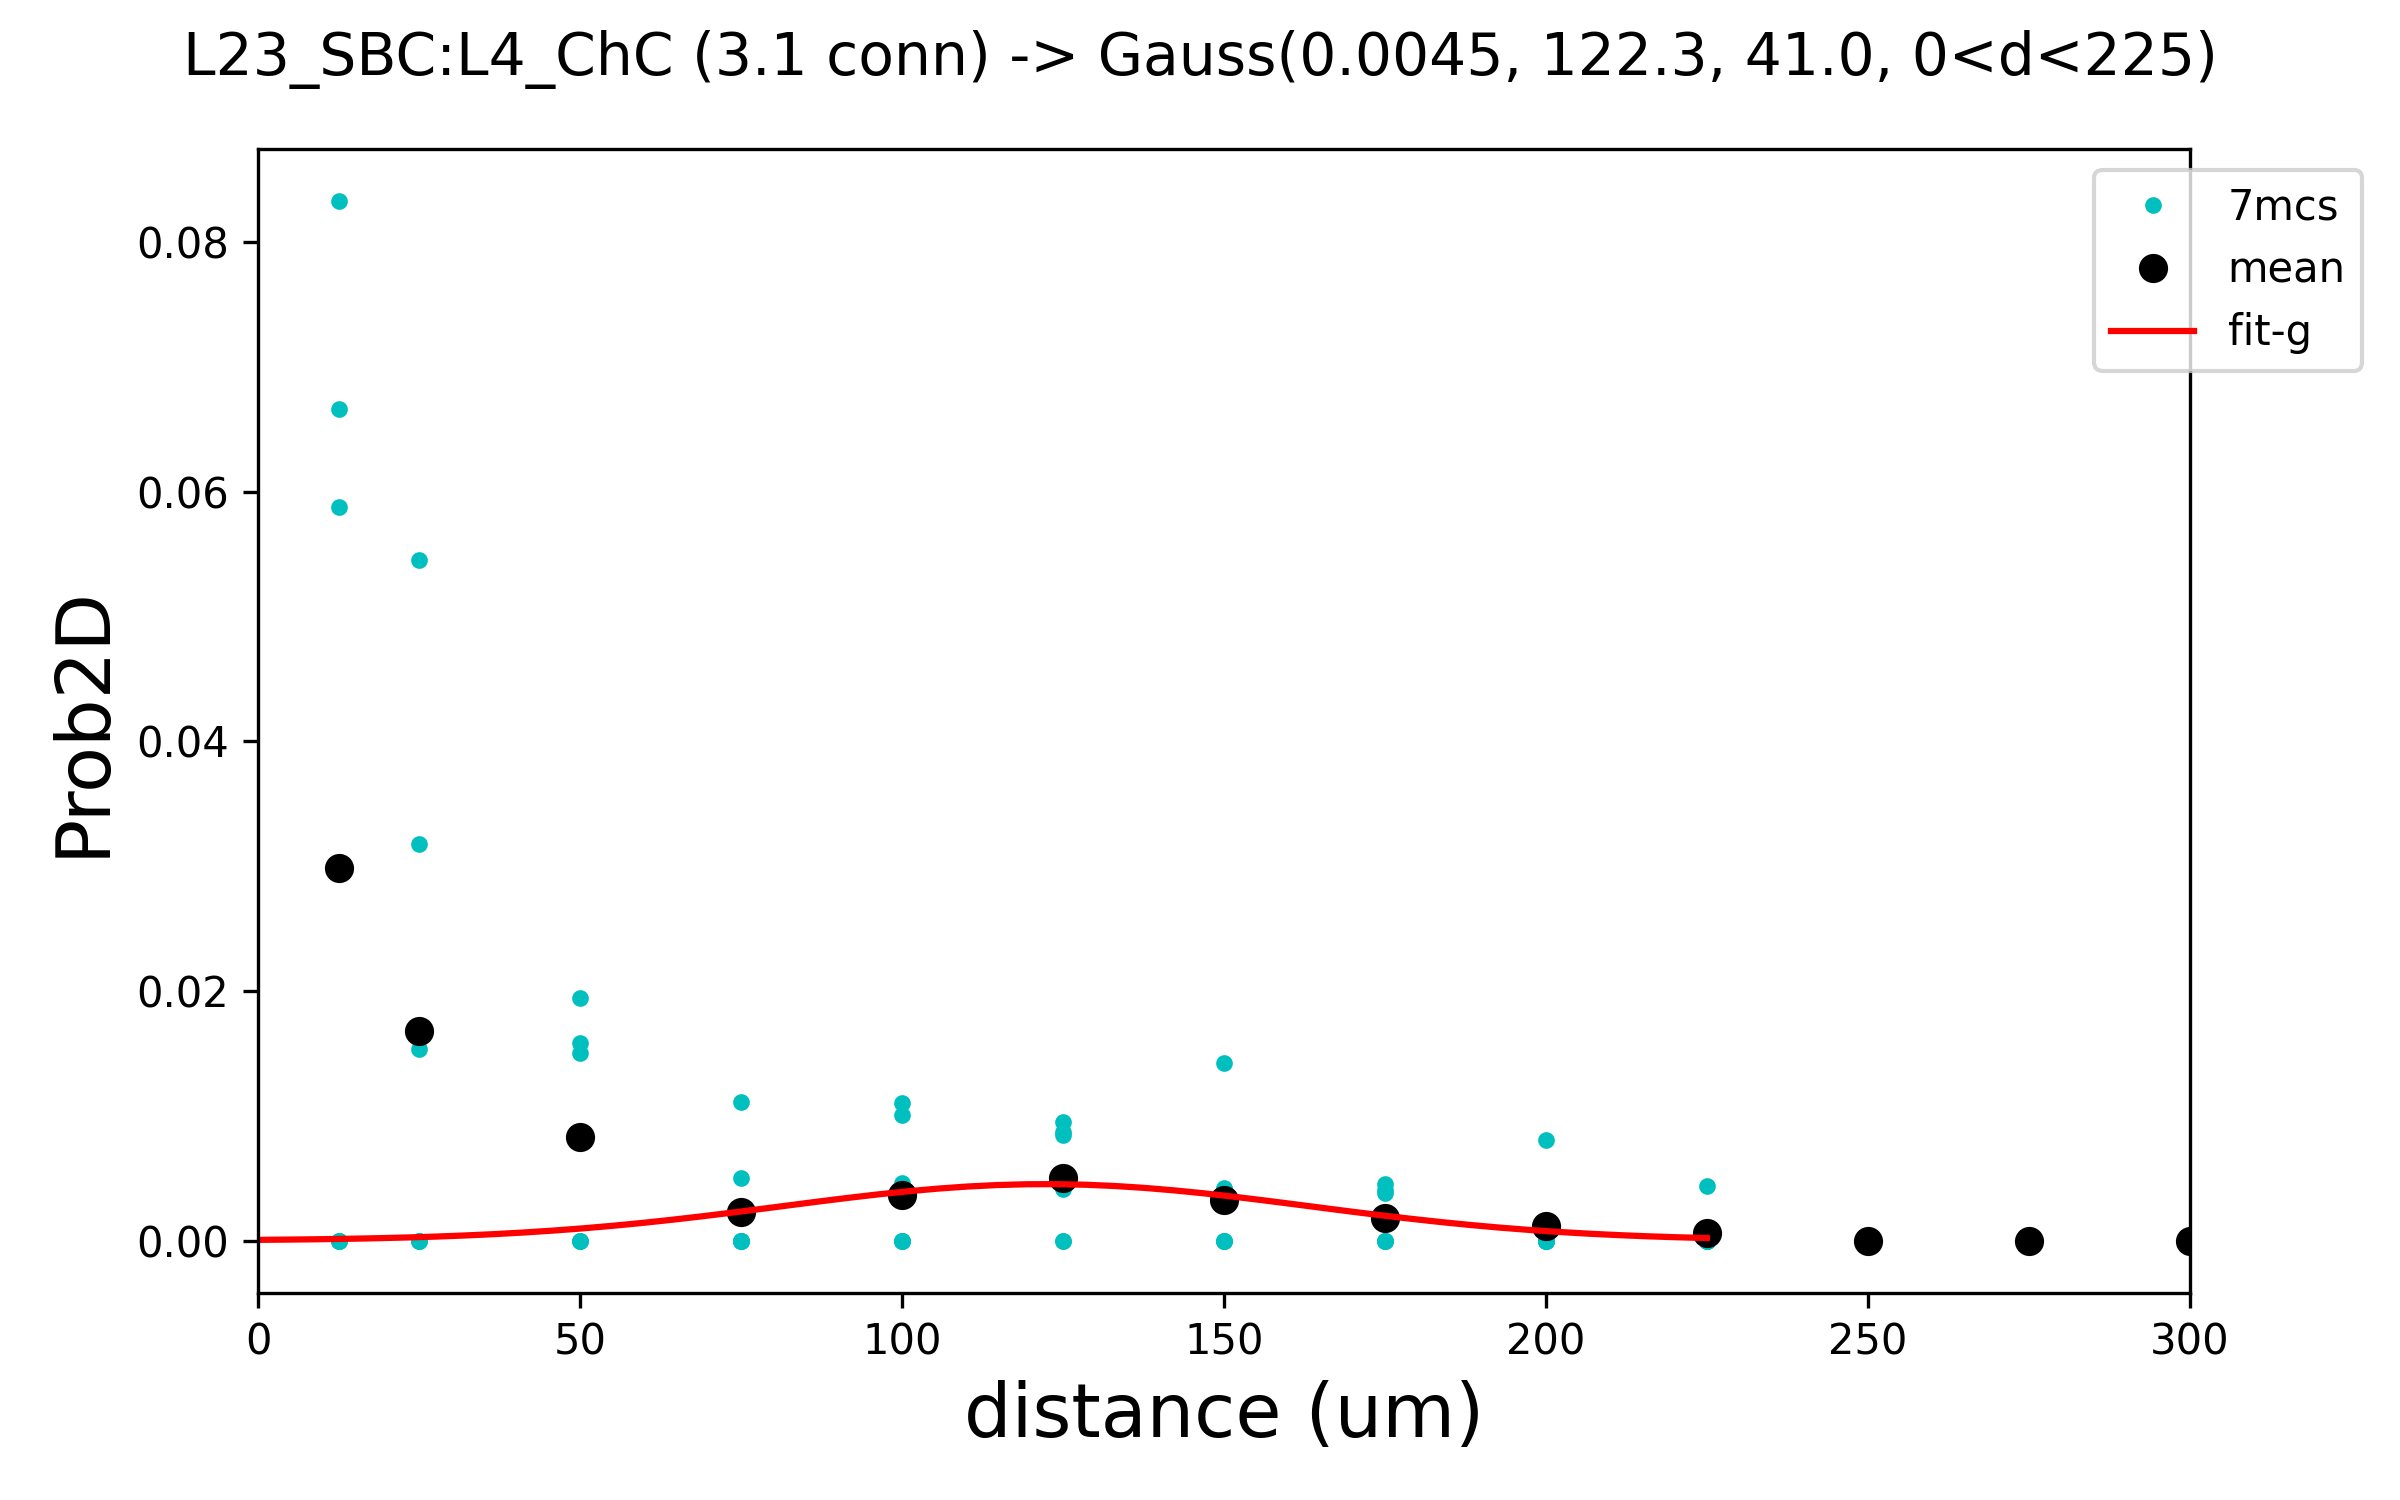 L23_SBC:L4_ChC (3.1 conn) -> Gauss(0.0045, 122.3, 41.0, 0<d<225)
7mcs
mean
fit-g
0.08
0.06
0.04
0.02
0.00
Prob2D
0 50 100 150 200 250 300
distance (um)